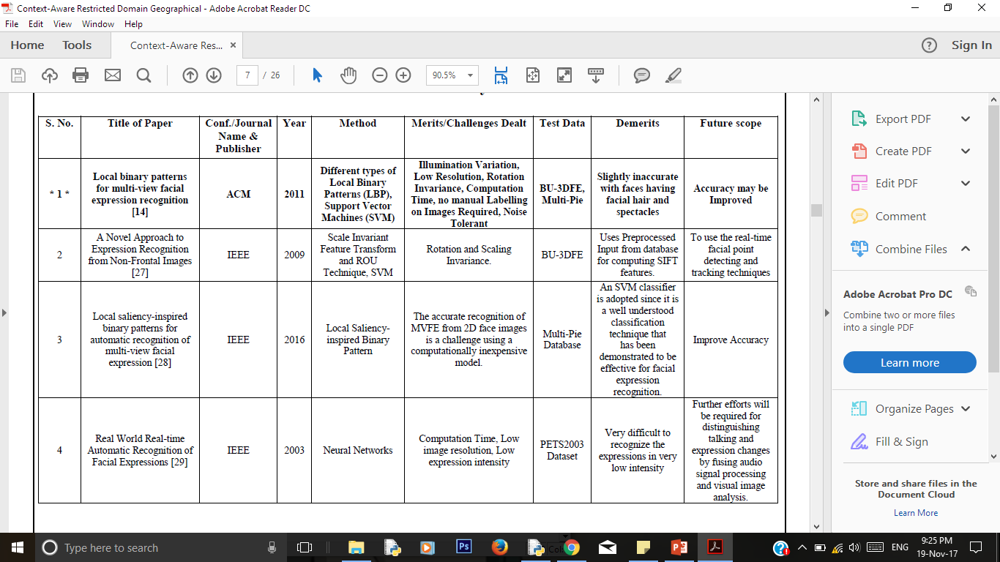 Context-Aware Restricted Domain Geographical - Adobe Acrobat Reader DC
File Edit View Window Help
Home Tools Context-Aware Res... × Sign In
7 / 26 90.5%
S. No. Title of Paper Conf./Journal Name & Publisher Year Method Merits/Challenges Dealt Test Data Demerits Future scope
* 1 *
Local binary patterns
for multi-view facial
expression recognition
[14]
ACM
2011
Different types of
Local Binary
Patterns (LBP),
Support Vector
Machines (SVM)
Illumination Variation,
Low Resolution, Rotation
Invariance, Computation
Time, no manual Labelling
on Images Required, Noise
Tolerant
BU-3DFE,
Multi-Pie
Slightly inaccurate
with faces having
facial hair and
spectacles
Accuracy may be
Improved
2
A Novel Approach to
Expression Recognition
from Non-Frontal Images
[27]
IEEE
2009
Scale Invariant
Feature Transform
and ROU
Technique, SVM
Rotation and Scaling
Invariance.
BU-3DFE
Uses Preprocessed
Input from database
for computing SIFT
features.
To use the real-time
facial point
detecting and
tracking techniques
3
Local saliency-inspired
binary patterns for
automatic recognition of
multi-view facial
expression [28]
IEEE
2016
Local Saliency-
inspired Binary
Pattern
The accurate recognition of
MVFE from 2D face images
is a challenge using a
computationally inexpensive
model.
Multi-Pie
Database
An SVM classifier
is adopted since it is
a well understood
classification
technique that
has been
demonstrated to be
effective for facial
expression
recognition.
Improve Accuracy
4
Real World Real-time
Automatic Recognition of
Facial Expressions [29]
IEEE
2003
Neural Networks
Computation Time, Low
image resolution, Low
expression intensity
PETS2003
Dataset
Very difficult to
recognize the
expressions in very
low intensity
Further efforts will
be required for
distinguishing
talking and
expression changes
by fusing audio
signal processing
and visual image
analysis.
Export PDF
Create PDF
Edit PDF
Comment
Combine Files
Adobe Acrobat Pro DC
Combine two or more files
into a single PDF
Learn more
Organize Pages
Fill & Sign
Store and share files in the
Document Cloud
Learn More
Type here to search
Ps
ENG
9:25 PM
19-Nov-17